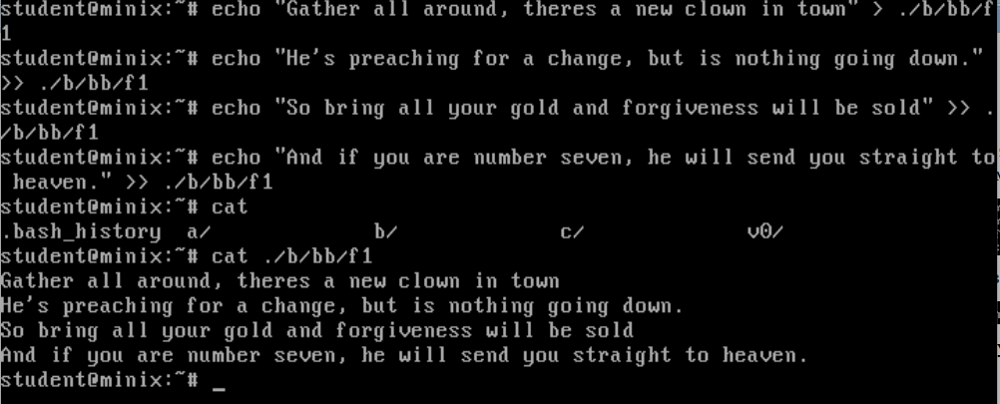 student@minix:~# echo "Gather all around, theres a new clown in town" > ./b/bb/f
1
student@minix:~# echo "He's preaching for a change, but is nothing going down."
>> ./b/bb/f1
student@minix:~# echo "So bring all your gold and forgiveness will be sold" >> .
/b/bb/f1
student@minix:~# echo "And if you are number seven, he will send you straight to
 heaven." >> ./b/bb/f1
student@minix:~# cat
.bash_history  a/             b/             c/             v0/
student@minix:~# cat ./b/bb/f1
Gather all around, theres a new clown in town
He's preaching for a change, but is nothing going down.
So bring all your gold and forgiveness will be sold
And if you are number seven, he will send you straight to heaven.
student@minix:~# _